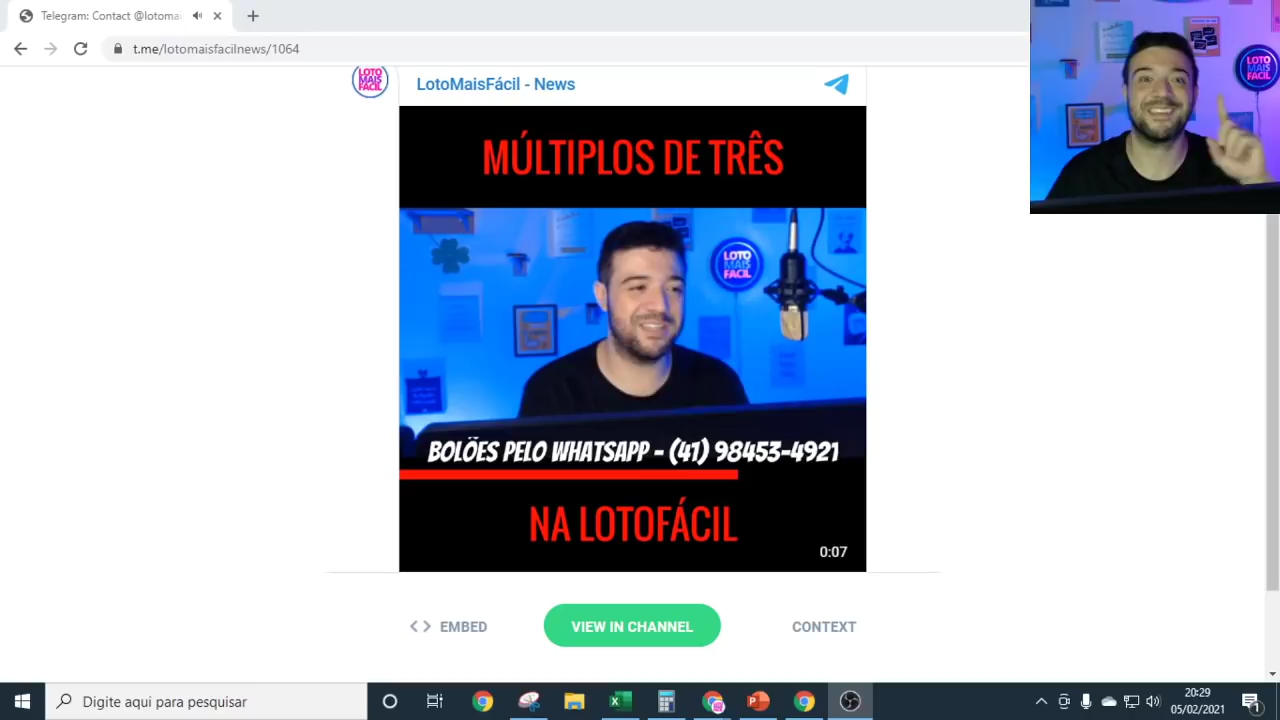 Telegram: Contact @lotoma
t.me/lotomaisfacilnews/1064
LOTO
MAIS
FÁCIL
LotoMaisFácil - News
MÚLTIPLOS DE TRÊS
LOTO
MAIS
FÁCIL
BOLÕES PELO WHATSAPP - (41) 98453-4921
NA LOTOFÁCIL
0:07
EMBED
VIEW IN CHANNEL
CONTEXT
LOTO
MAIS
FÁCIL
Digite aqui para pesquisar
20:29
05/02/2021
1